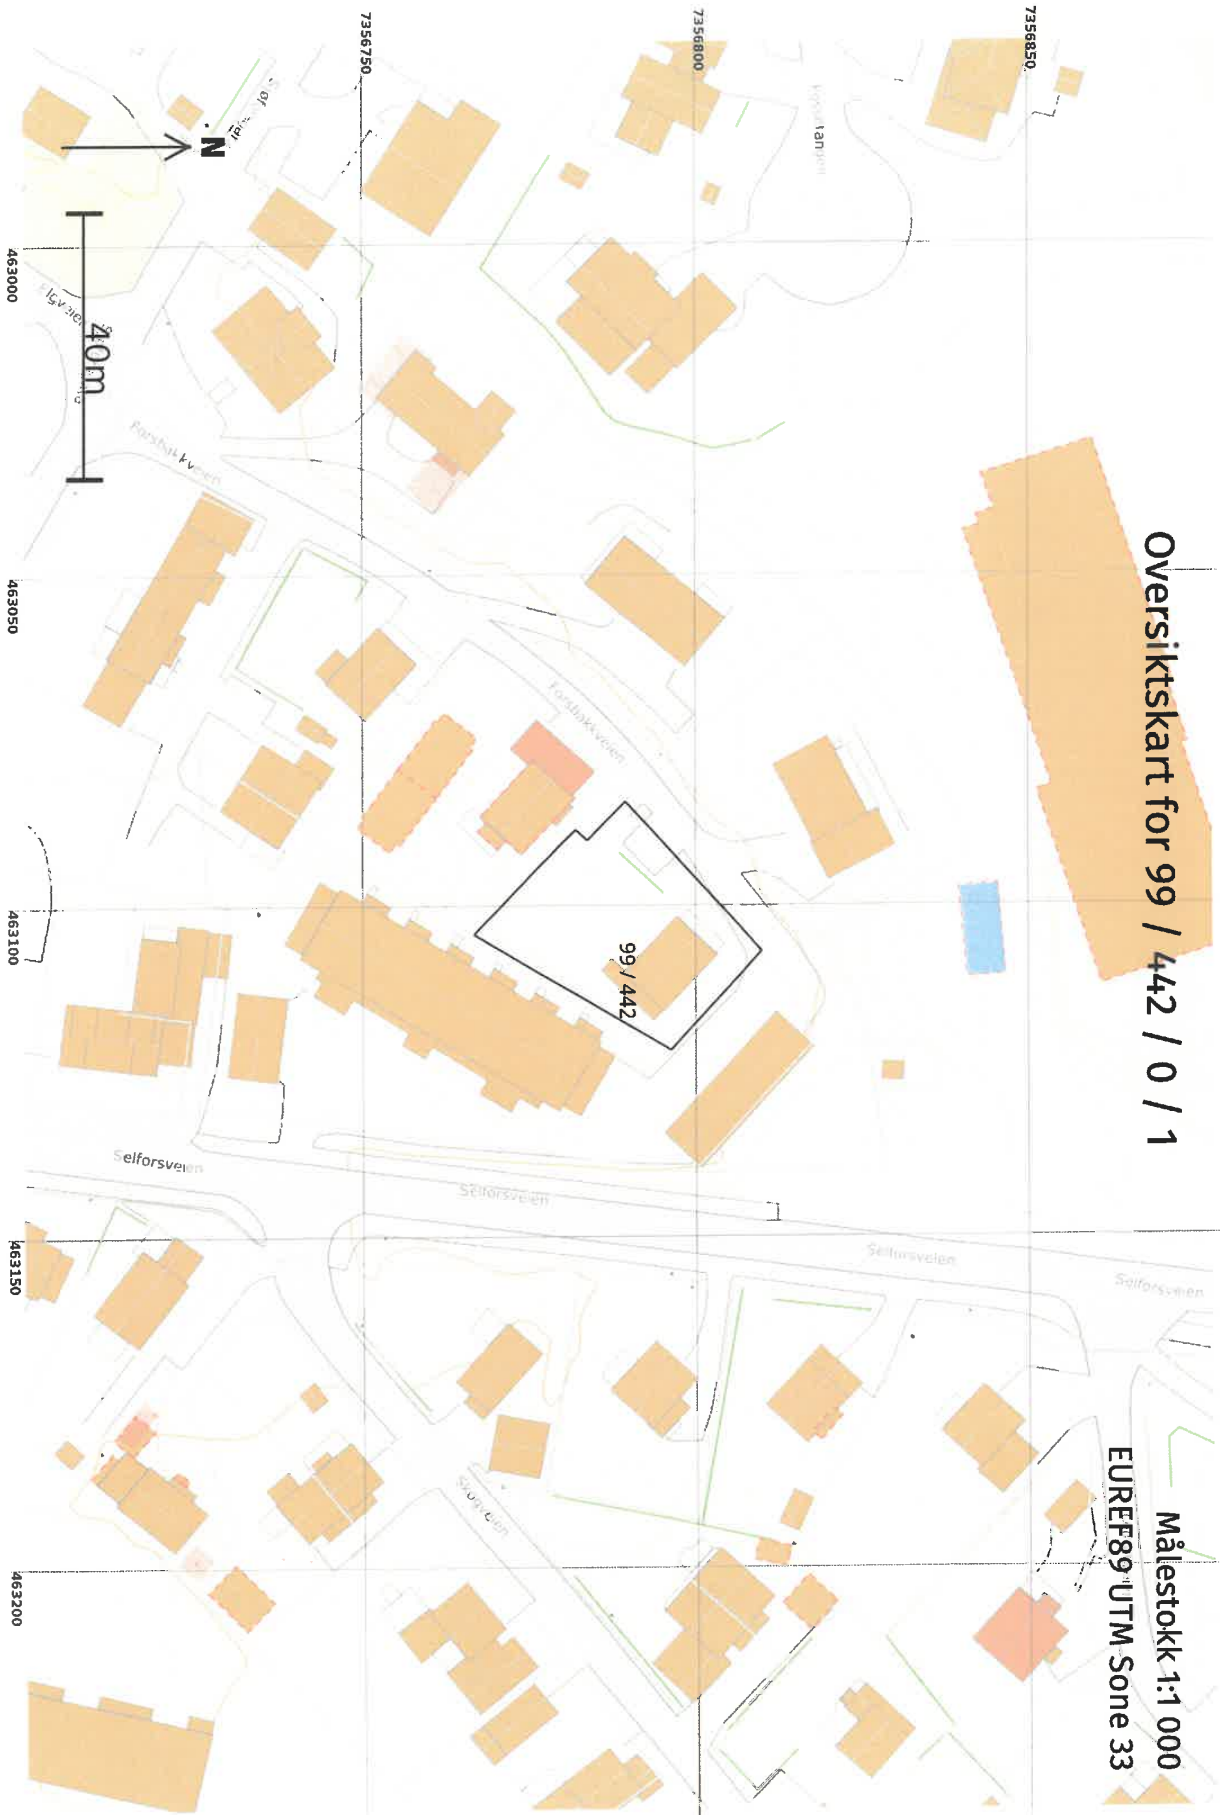 Oversiktskart for 99 / 442 / 0 / 1
Målestokk 1:1 000
EUREF89 UTM Sone 33
7356850
7356800
7356750
463000
463050
463100
463150
463200
N
40m
Forsbakkveien
Forsbakkveien
99 / 442
Selforsveien
Selforsveien
Selforsveien
Selforsveien
Skogveien